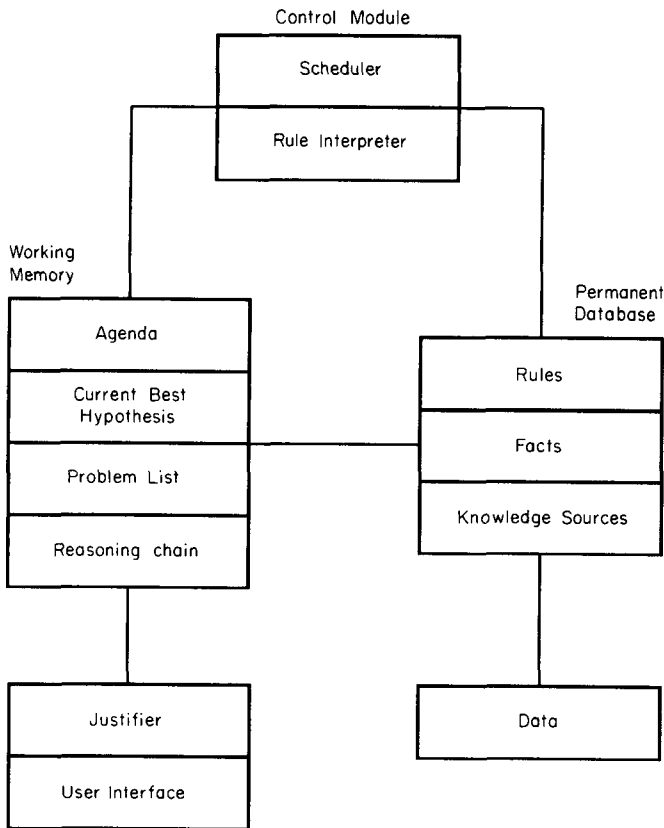 Control Module
Scheduler
Rule Interpreter
Working
Memory
Agenda
Current Best
Hypothesis
Problem List
Reasoning chain
Permanent
Database
Rules
Facts
Knowledge Sources
Justifier
User Interface
Data